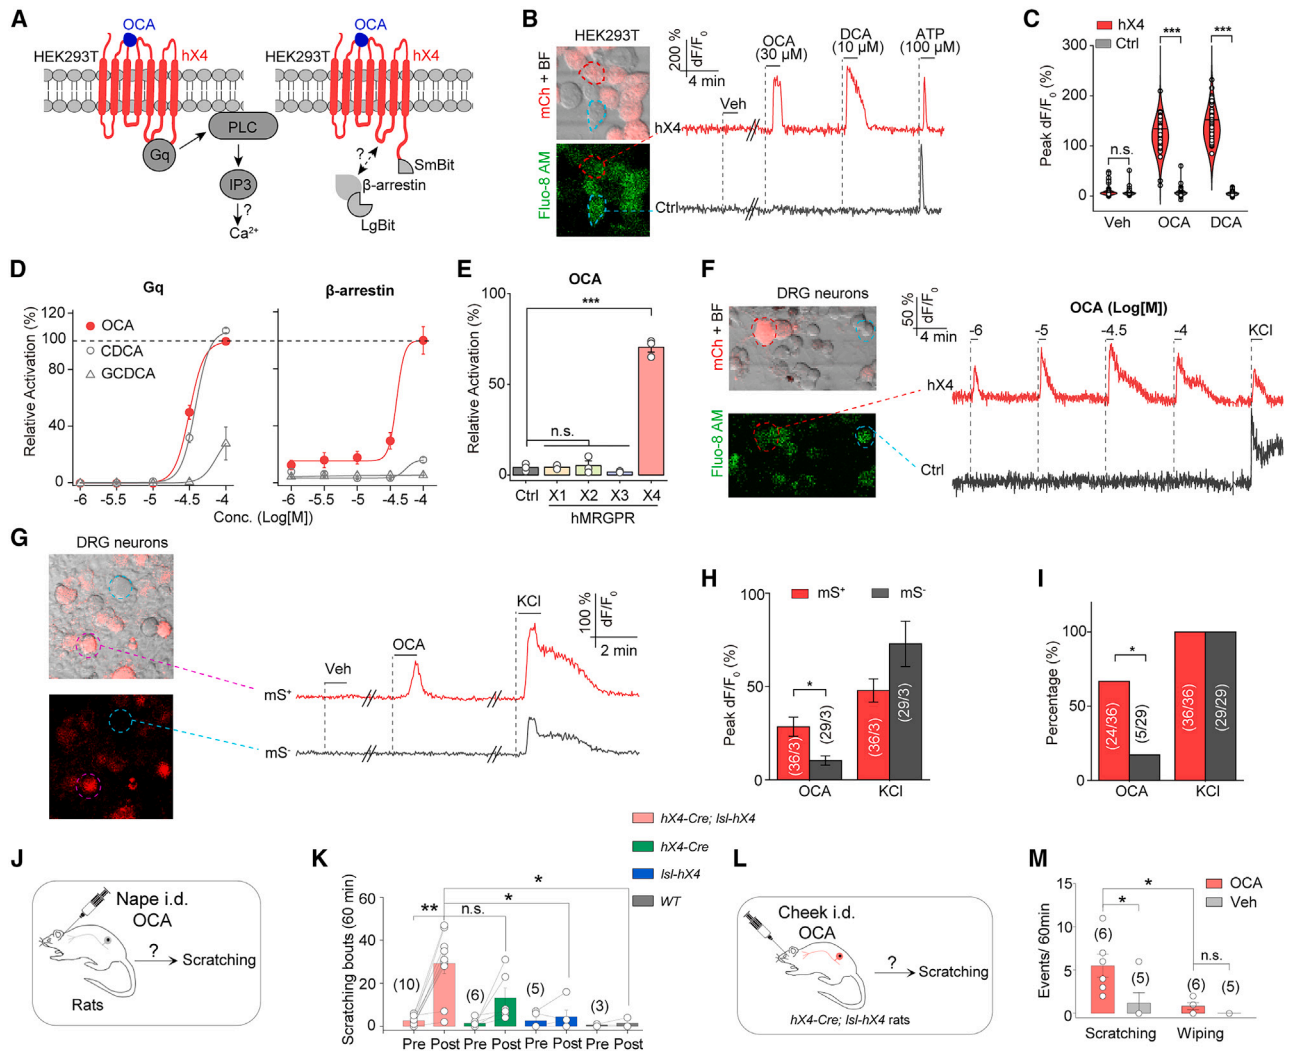 A
OCA
HEK293T
hX4
Gq
PLC
IP3
?
Ca²⁺
OCA
HEK293T
hX4
?
SmBit
β-arrestin
LgBit
B
HEK293T
mCh + BF
Fluo-8 AM
200 %
dF/F₀
4 min
OCA
(30 µM)
DCA
(10 µM)
ATP
(100 µM)
Veh
hX4
Ctrl
C
hX4
Ctrl
Peak dF/F₀ (%)
300
200
100
0
n.s.
***
***
Veh OCA DCA
D
Gq
β-arrestin
Relative Activation (%)
120
100
80
40
0
OCA
CDCA
GCDCA
-6 -5.5 -5 -4.5 -4
-6 -5.5 -5 -4.5 -4
Conc. (Log[M])
E
OCA
Relative Activation (%)
100
50
0
***
n.s.
Ctrl X1 X2 X3 X4
hMRGPR
F
DRG neurons
mCh + BF
Fluo-8 AM
50 %
dF/F₀
4 min
OCA (Log[M])
-6 -5 -4.5 -4
KCl
hX4
Ctrl
G
DRG neurons
Veh
OCA
KCl
100 %
dF/F₀
2 min
mS⁺
mS⁻
H
mS⁺
mS⁻
Peak dF/F₀ (%)
100
50
0
*
(36/3)
(29/3)
(36/3)
(29/3)
OCA KCl
I
Percentage (%)
100
50
0
*
(24/36)
(5/29)
(36/36)
(29/29)
OCA KCl
J
Nape i.d.
OCA
?
Scratching
Rats
K
hX4-Cre; lsl-hX4
hX4-Cre
lsl-hX4
WT
Scratching bouts (60 min)
60
40
20
0
*
*
**
n.s.
(10)
(6)
(5)
(3)
Pre Post Pre Post Pre Post Pre Post
L
Cheek i.d.
OCA
?
Scratching
hX4-Cre; lsl-hX4 rats
M
OCA
Veh
Events/ 60min
15
10
5
0
*
*
n.s.
(6)
(5)
(6)
(5)
Scratching Wiping